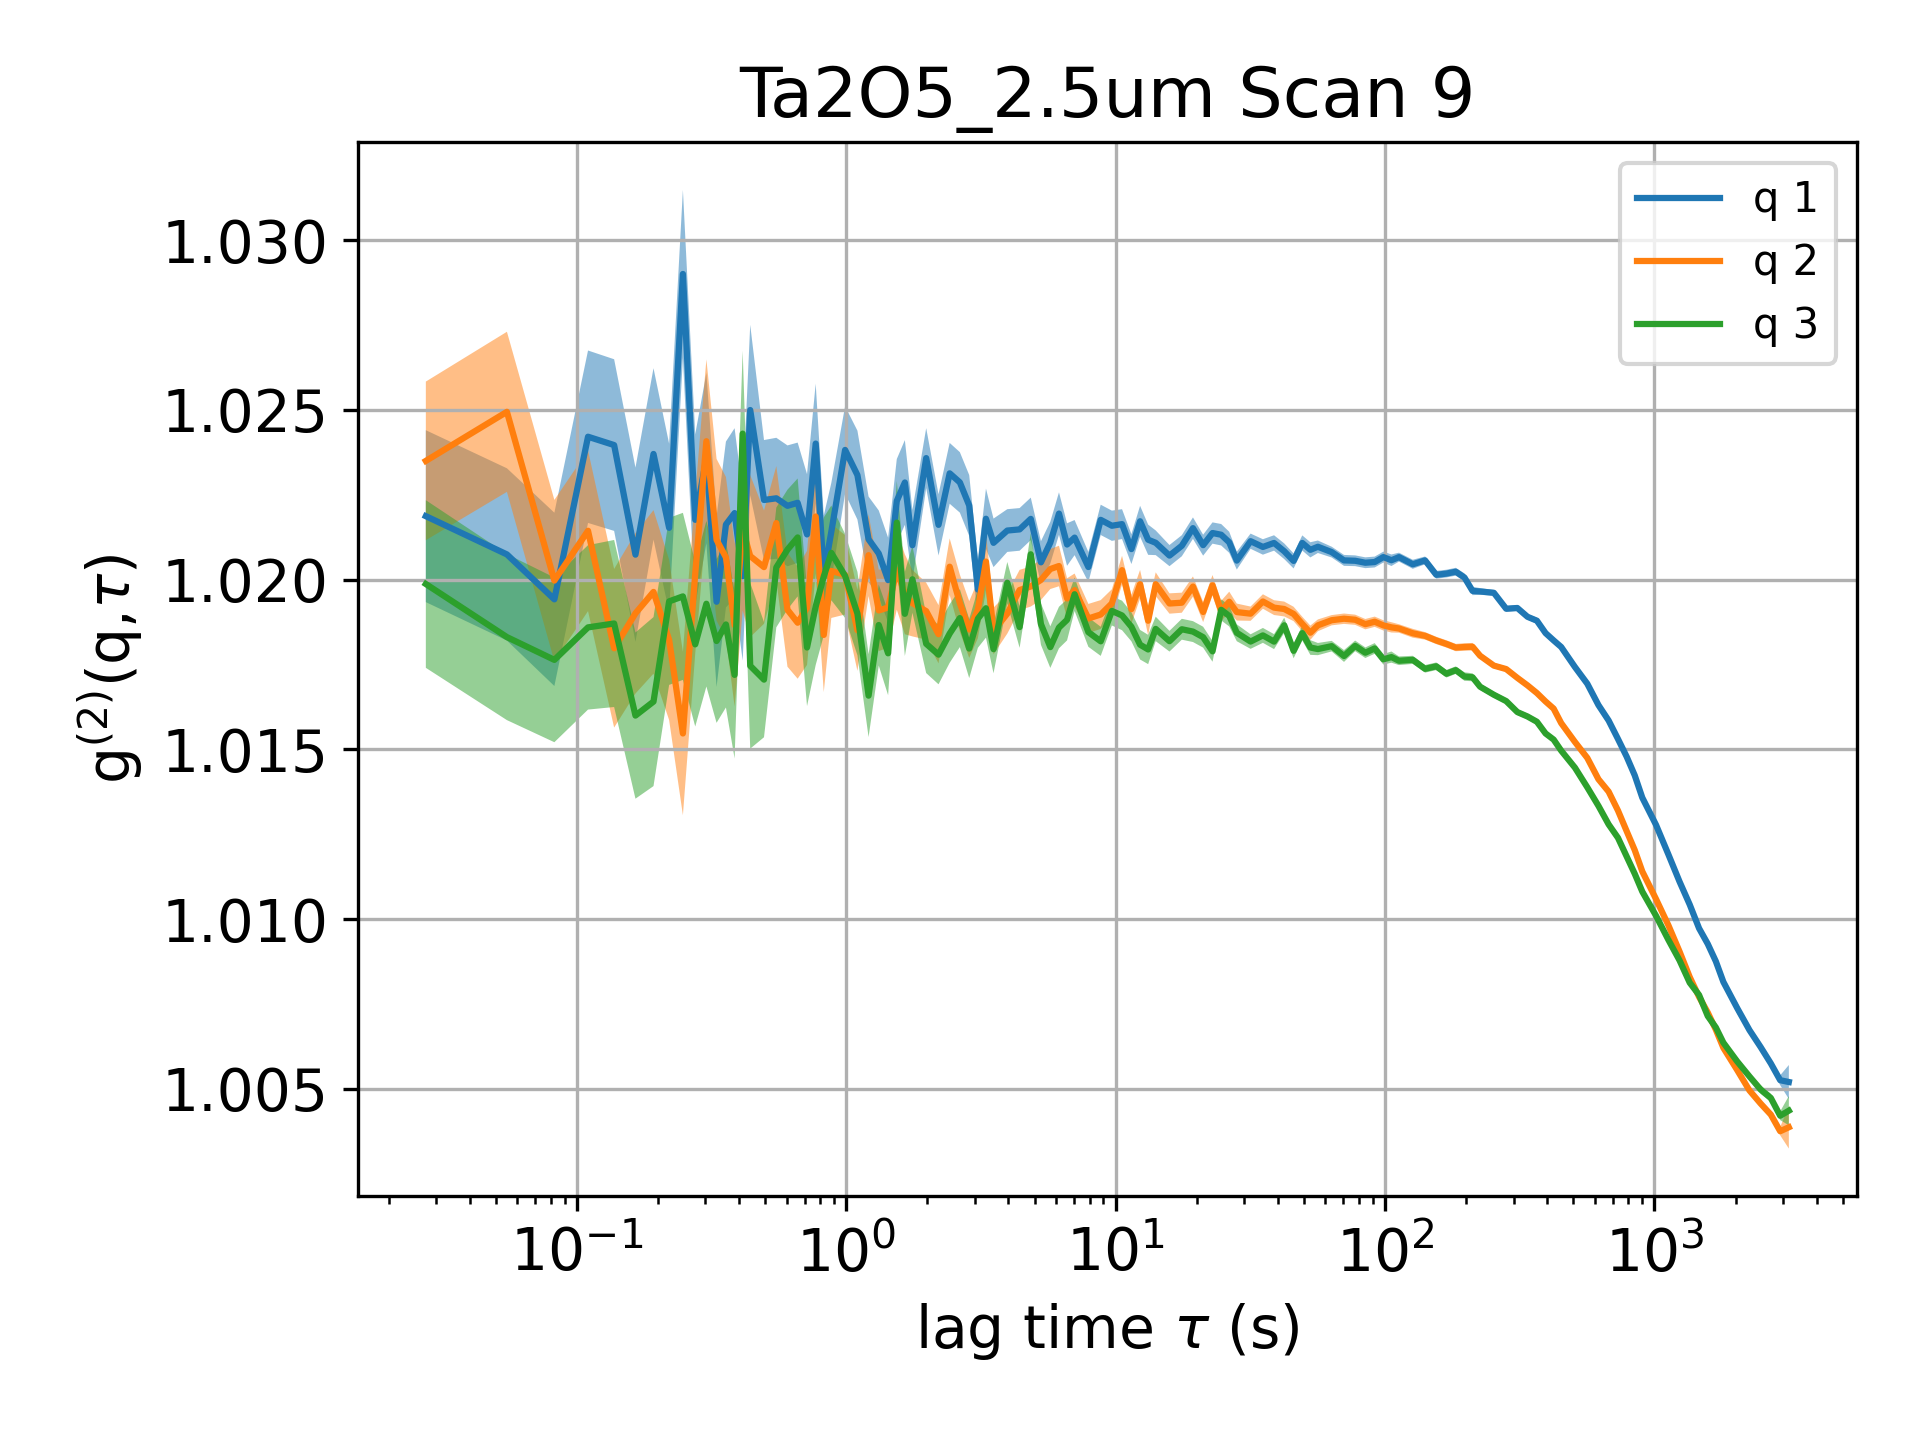 Ta2O5_2.5um Scan 9
q 1
q 2
q 3
1.030
1.025
1.020
1.015
1.010
1.005
g⁽²⁾(q,τ)
10⁻¹ 10⁰ 10¹ 10² 10³
lag time τ (s)